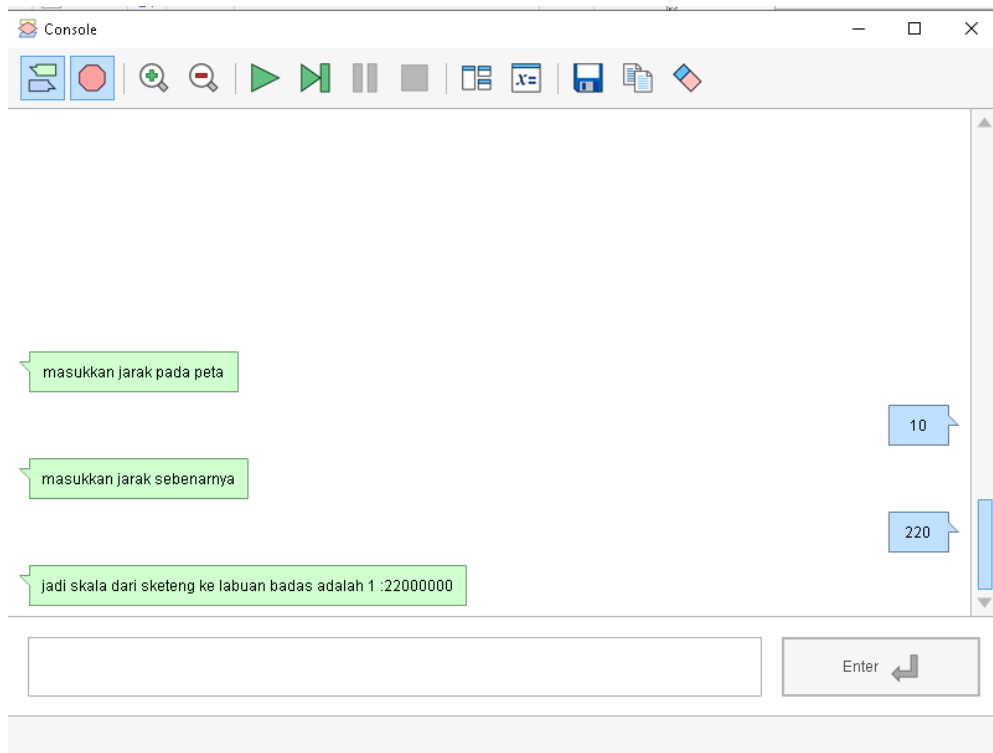 Console
x=
masukkan jarak pada peta
10
masukkan jarak sebenarnya
220
jadi skala dari sketeng ke labuan badas adalah 1 :22000000
Enter